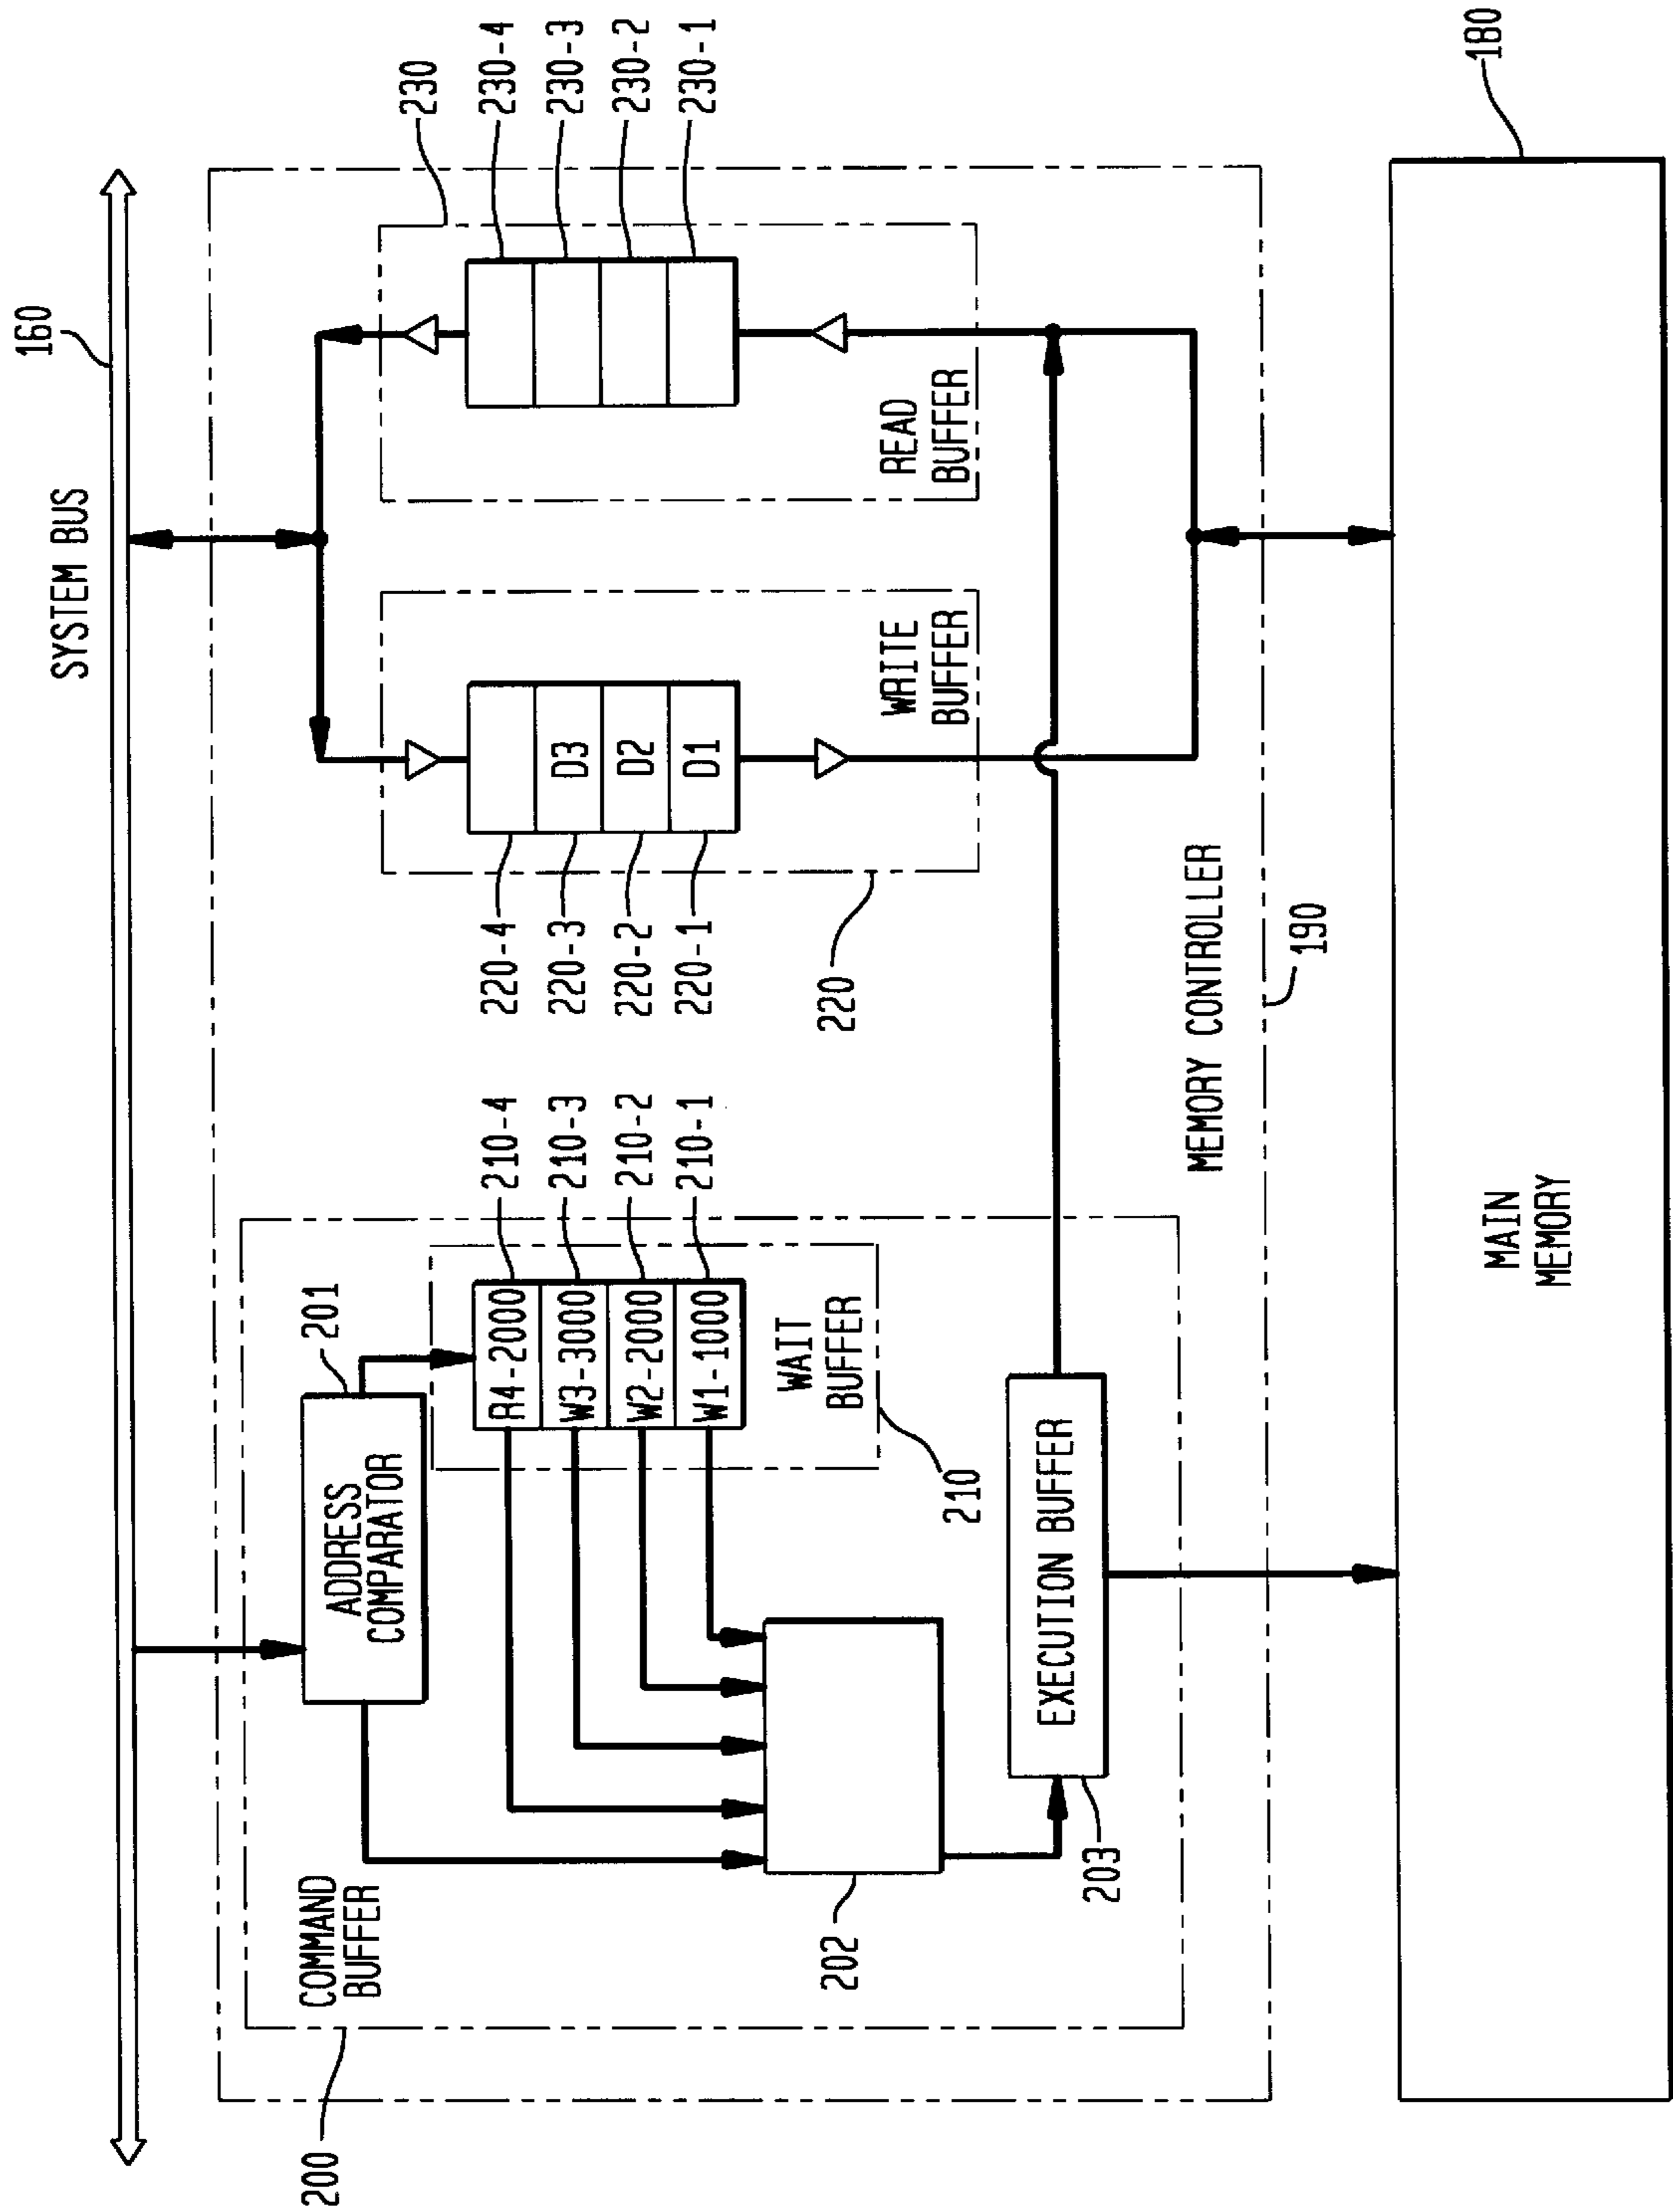 160
SYSTEM BUS
200
COMMAND
BUFFER
ADDRESS
COMPARATOR
201
R4-2000
W3-3000
W2-2000
W1-1000
210-4
210-3
210-2
210-1
WAIT
BUFFER
210
202
EXECUTION BUFFER
203
220-4
220-3
220-2
220-1
D3
D2
D1
WRITE
BUFFER
220
230
230-4
230-3
230-2
230-1
READ
BUFFER
MEMORY CONTROLLER
190
MAIN
MEMORY
180